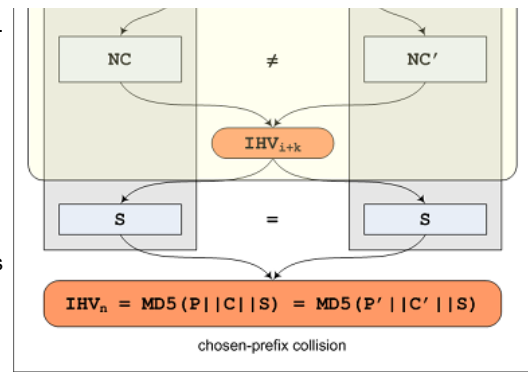 NC ≠ NC′
IHVi+k
S = S
s
IHVn = MD5(P||C||S) = MD5(P′||C′||S)
chosen-prefix collision